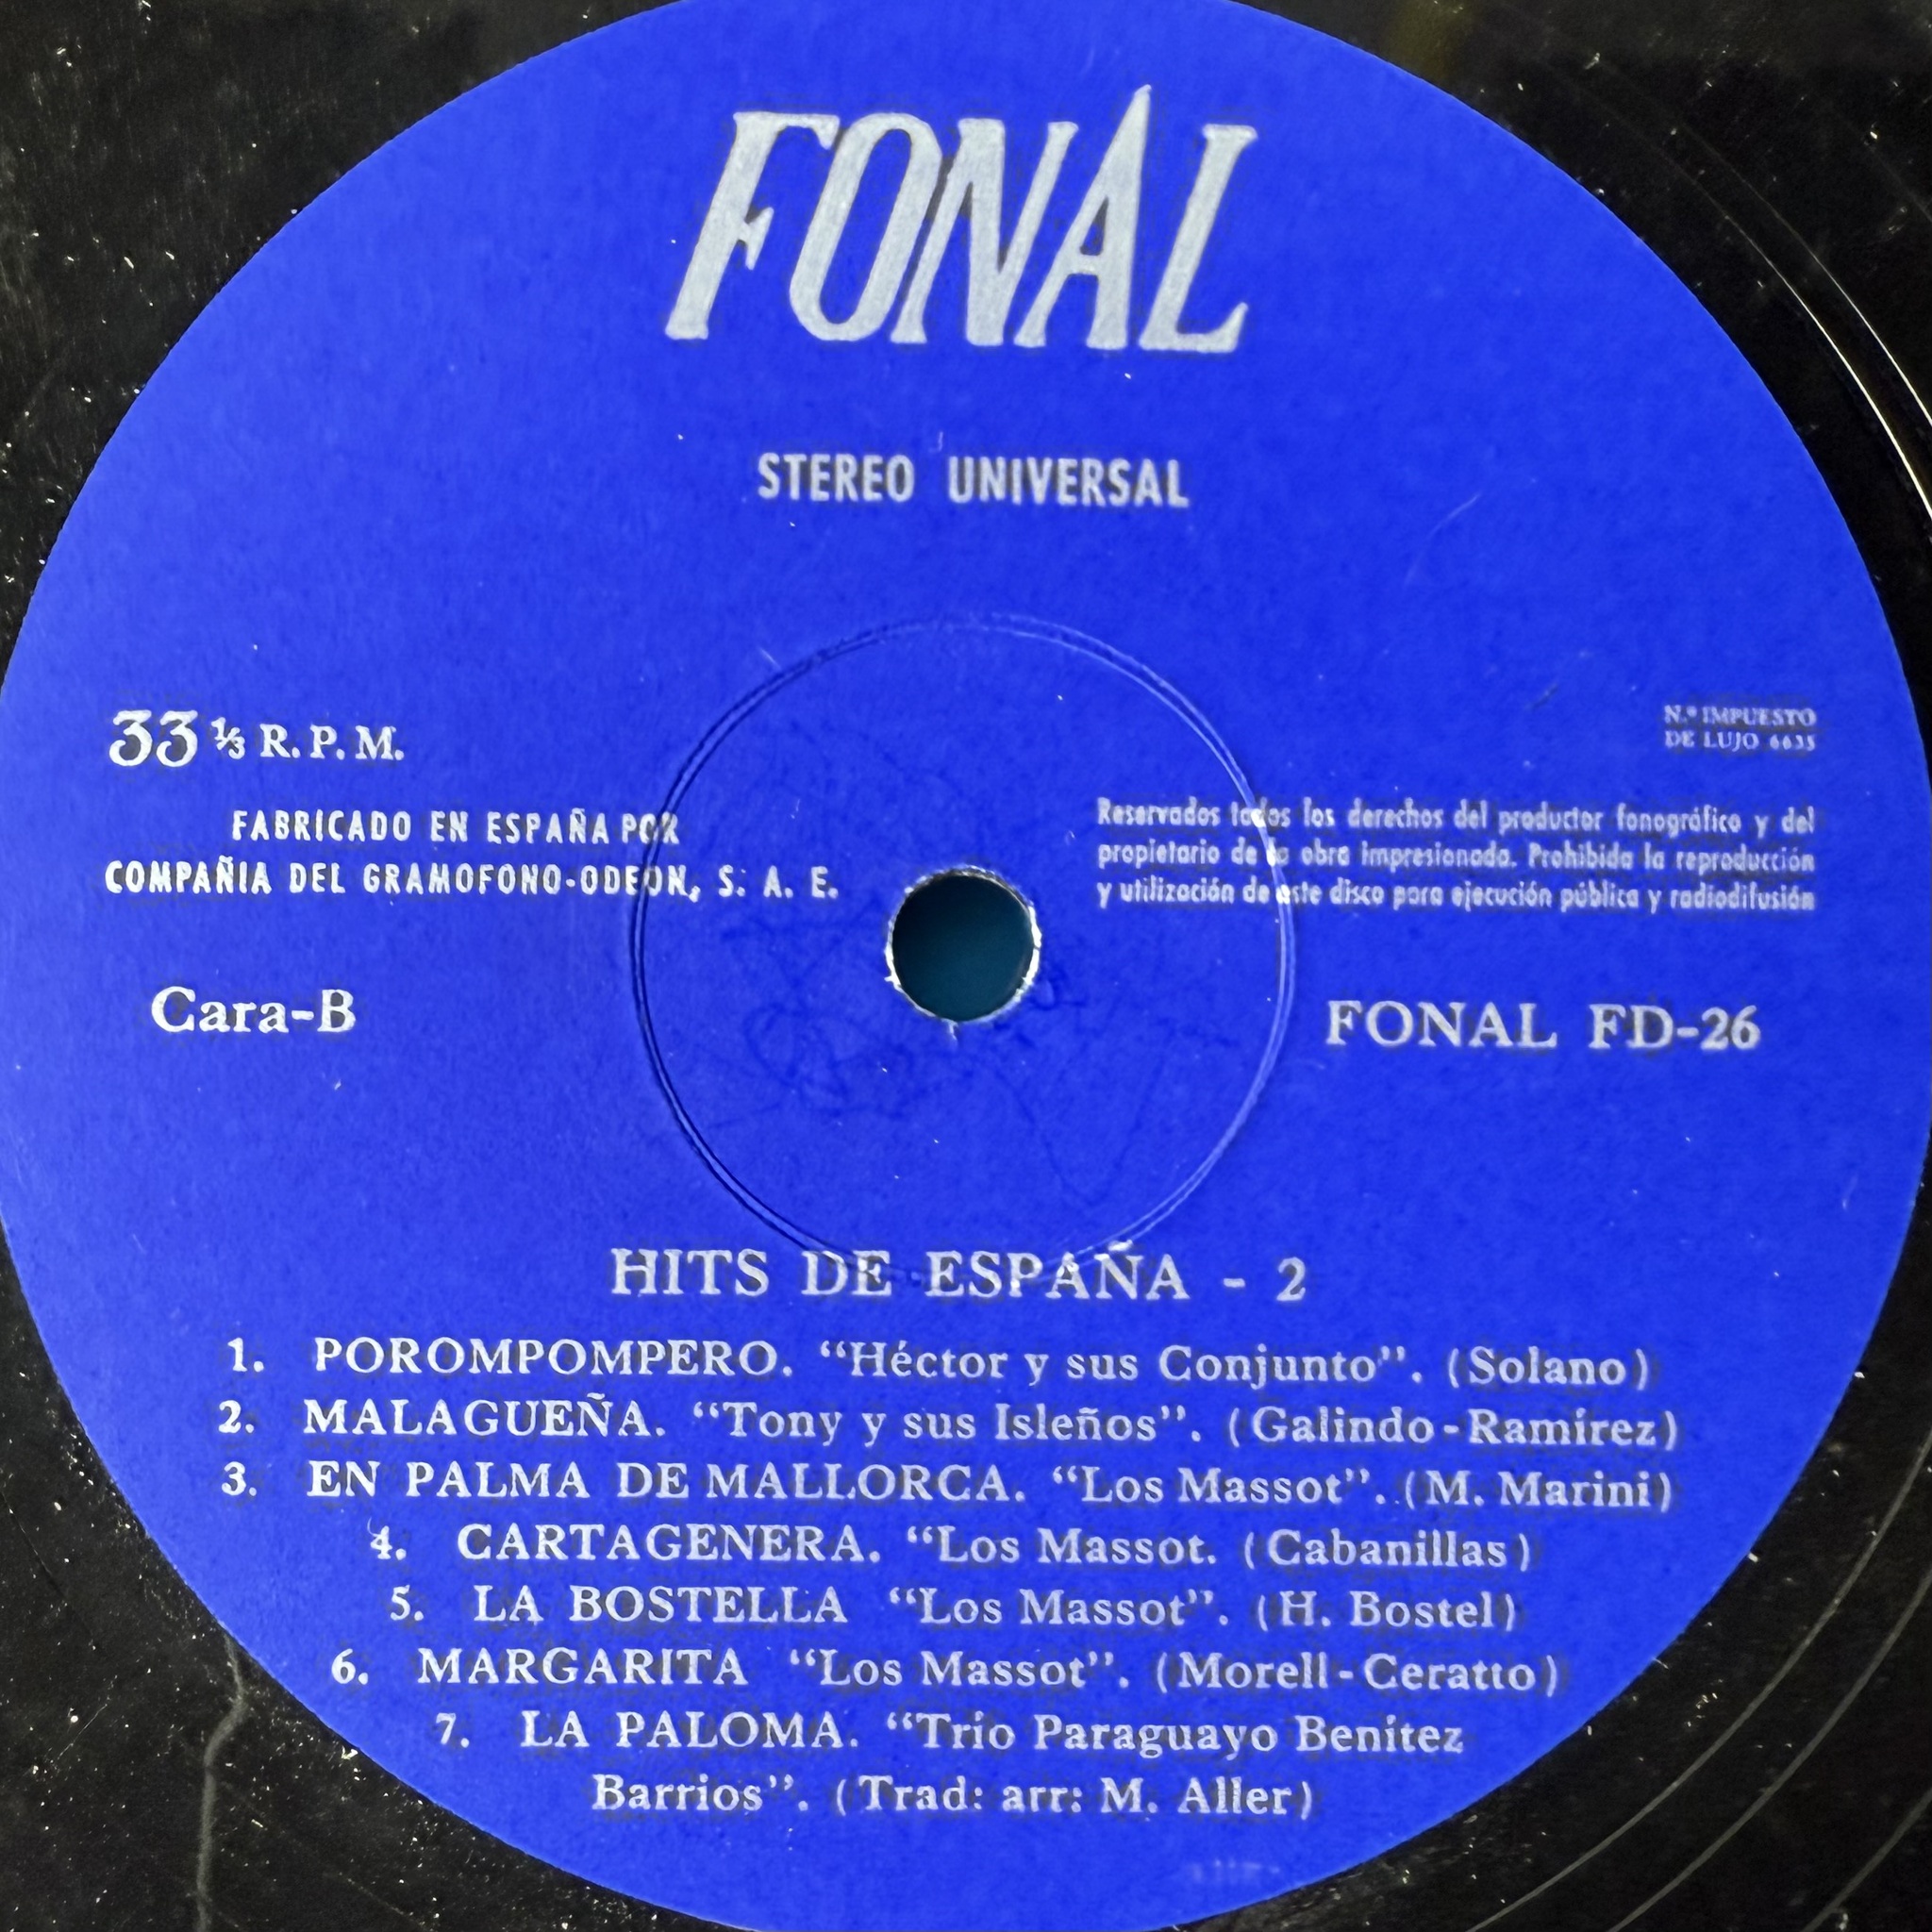 FONAL
STEREO UNIVERSAL
33 ⅓ R. P. M.
FABRICADO EN ESPAÑA POR
COMPAÑIA DEL GRAMOFONO-ODEON, S. A. E.
N.º IMPUESTO
DE LUJO 6635
Reservados todos los derechos del productor fonográfico y del
propietario de la obra impresionada. Prohibida la reproducción
y utilización de este disco para ejecución pública y radiodifusión
Cara-B
FONAL FD-26
HITS DE ESPAÑA - 2
1. POROMPOMPERO. “Héctor y sus Conjunto”. (Solano)
2. MALAGUEÑA. “Tony y sus Isleños”. (Galindo-Ramírez)
3. EN PALMA DE MALLORCA. “Los Massot”. (M. Marini)
4. CARTAGENERA. “Los Massot. (Cabanillas)
5. LA BOSTELLA “Los Massot”. (H. Bostel)
6. MARGARITA “Los Massot”. (Morell-Ceratto)
7. LA PALOMA. “Trío Paraguayo Benítez
Barrios”. (Trad: arr: M. Aller)